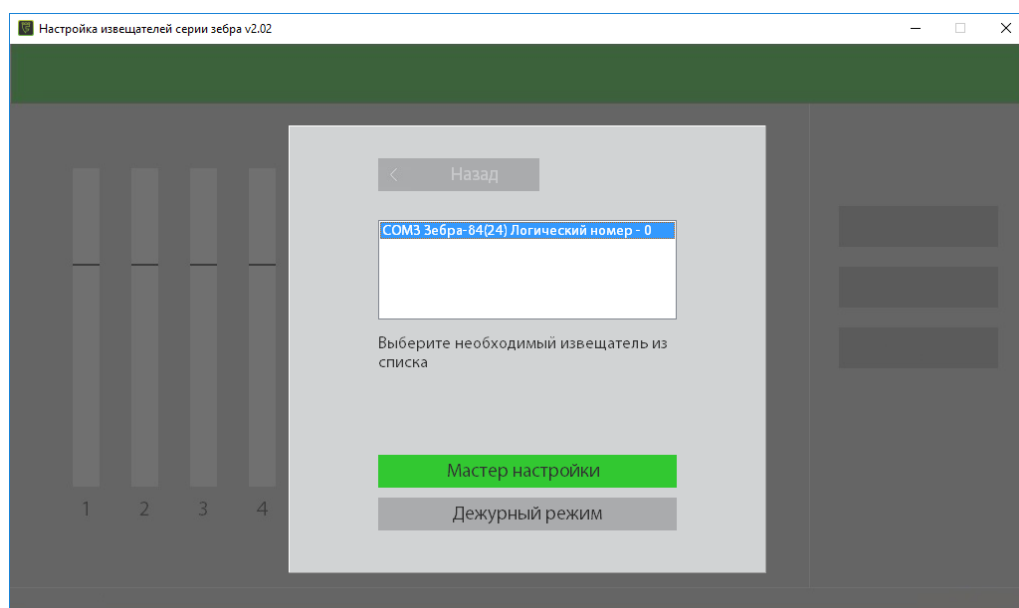 Настройка извещателей серии зебра v2.02
Назад
COM3 Зебра-84(24) Логический номер - 0
Выберите необходимый извещатель из
списка
Мастер настройки
1 2 3 4
Дежурный режим